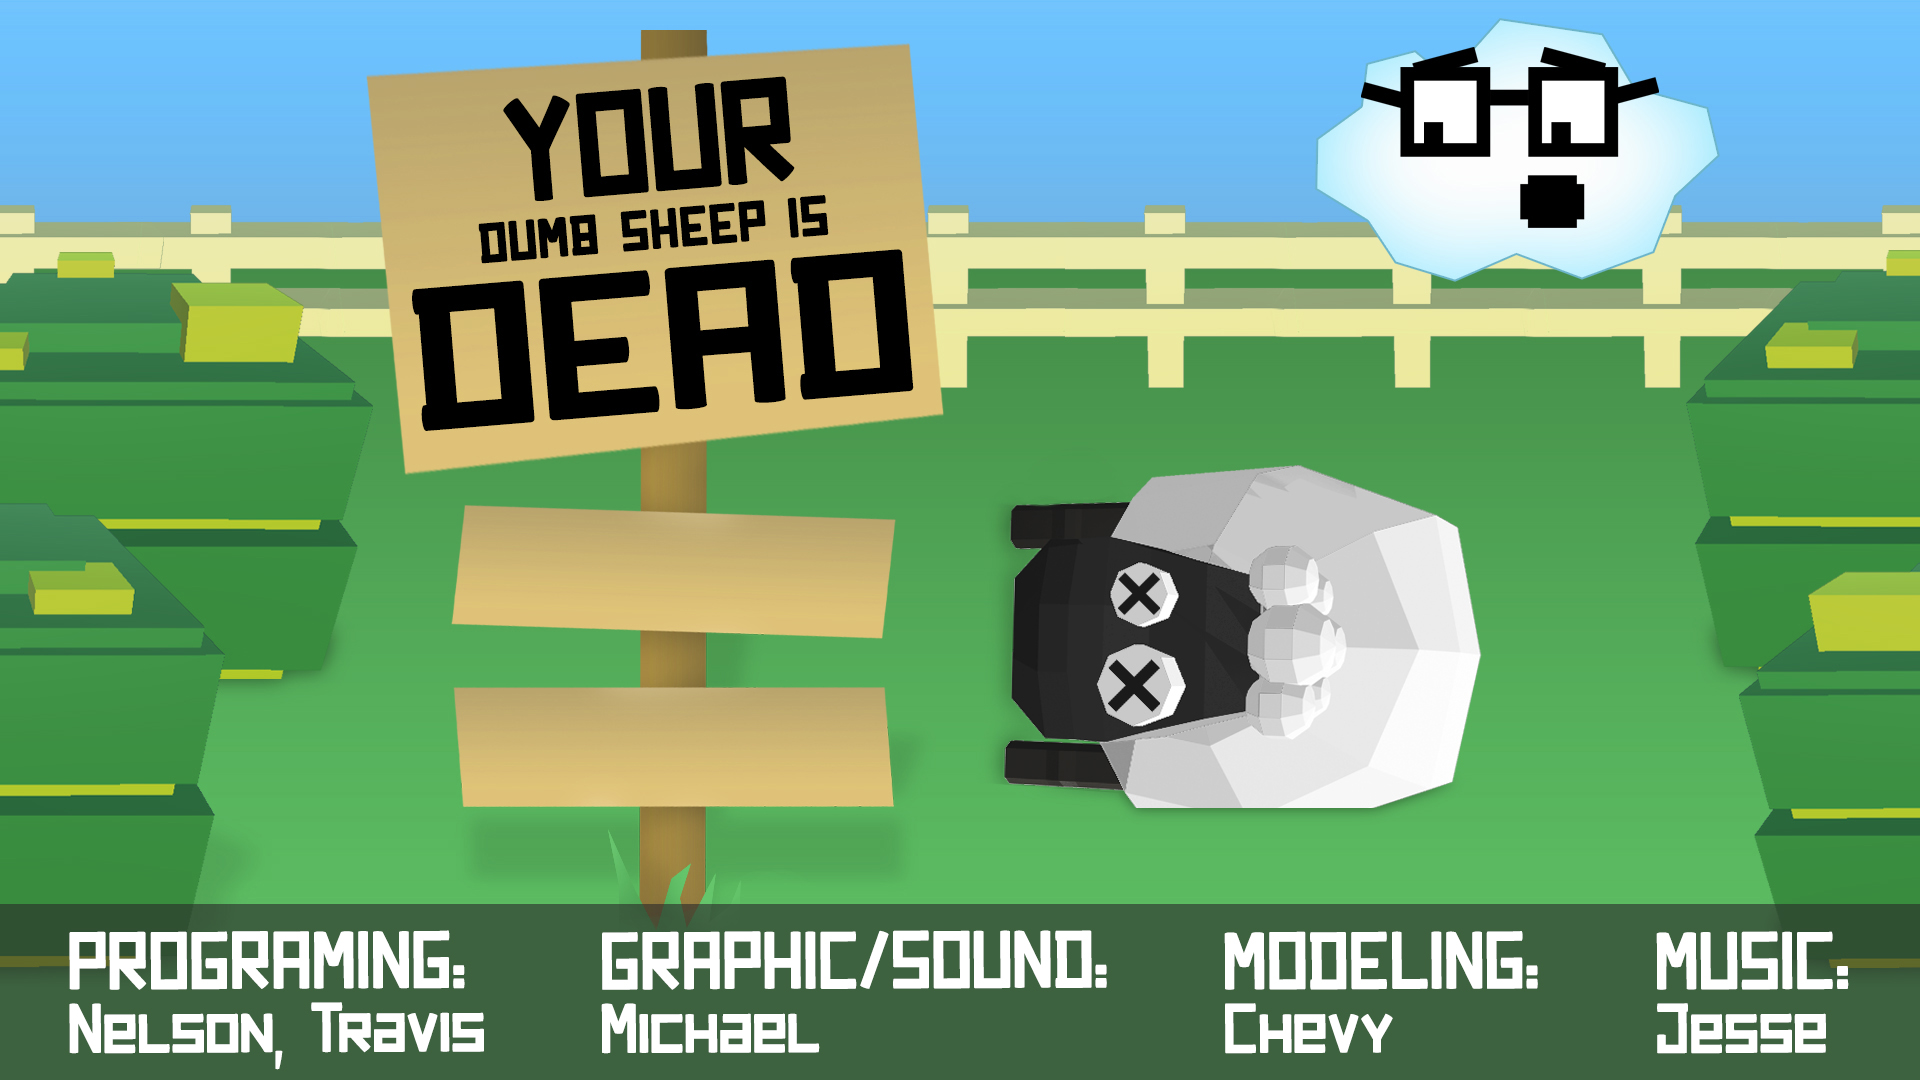 YOUR
DUMB SHEEP IS
DEAD
PROGRAMING:
Nelson, Travis
GRAPHIC/SOUND:
Michael
MODELING:
Chevy
MUSIC:
Jesse